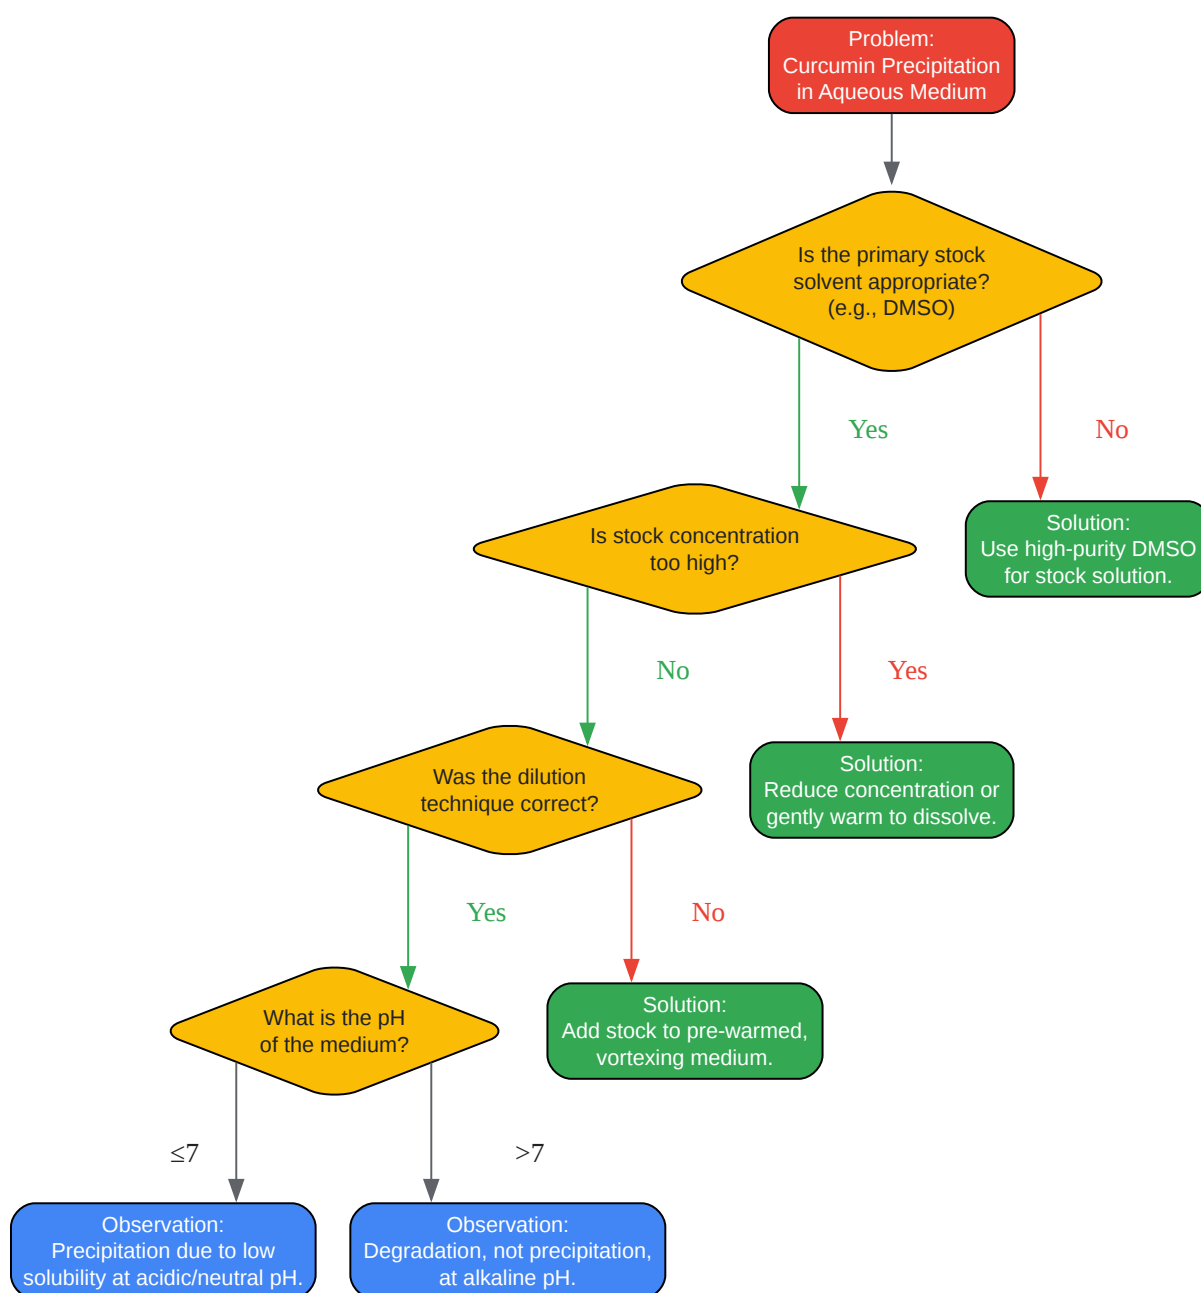 Problem:
Curcumin Precipitation
in Aqueous Medium
Is the primary stock
solvent appropriate?
(e.g., DMSO)
Yes
No
Is stock concentration
too high?
Solution:
Use high-purity DMSO
for stock solution.
No
Yes
Was the dilution
technique correct?
Solution:
Reduce concentration or
gently warm to dissolve.
Yes
No
What is the pH
of the medium?
Solution:
Add stock to pre-warmed,
vortexing medium.
≤7
>7
Observation:
Precipitation due to low
solubility at acidic/neutral pH.
Observation:
Degradation, not precipitation,
at alkaline pH.